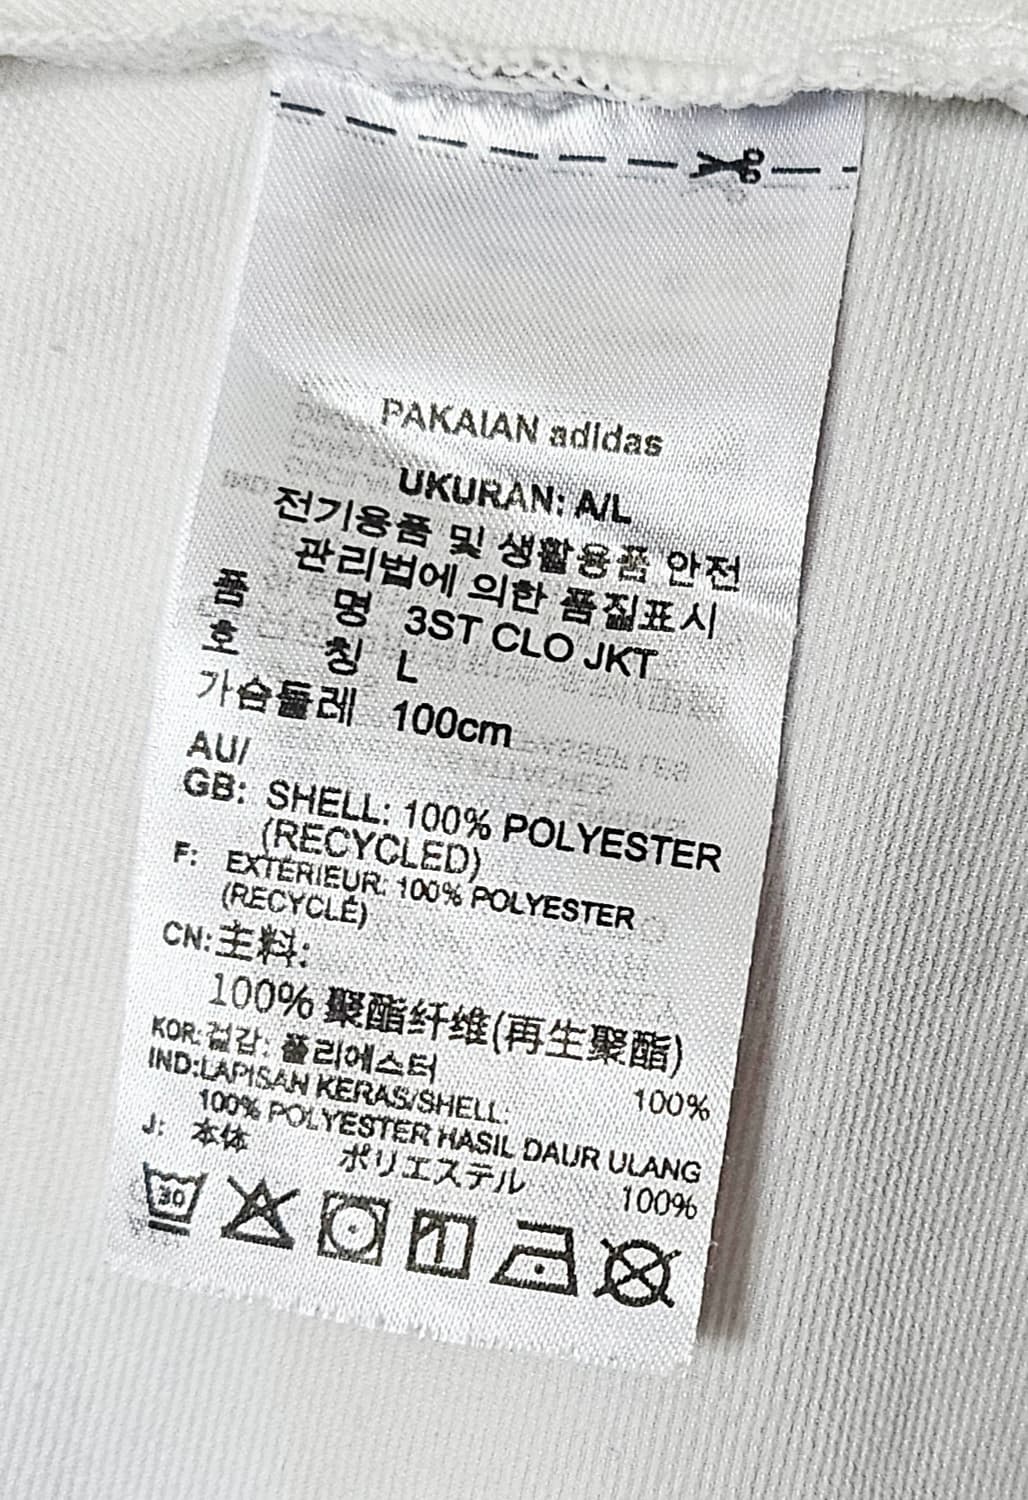 PAKAIAN adidas
UKURAN: A/L
전기용품 및 생활용품 안전
관리법에 의한 품질표시
품 명 3ST CLO JKT
호 칭 L
가슴둘레 100cm
AU/
GB: SHELL: 100% POLYESTER
(RECYCLED)
F: EXTÉRIEUR: 100% POLYESTER
(RECYCLÉ)
CN: 主料:
100% 聚酯纤维(再生聚酯)
KOR: 겉감: 폴리에스터 100%
IND: LAPISAN KERAS/SHELL:
100% POLYESTER HASIL DAUR ULANG
J: 本体 ポリエステル 100%
30